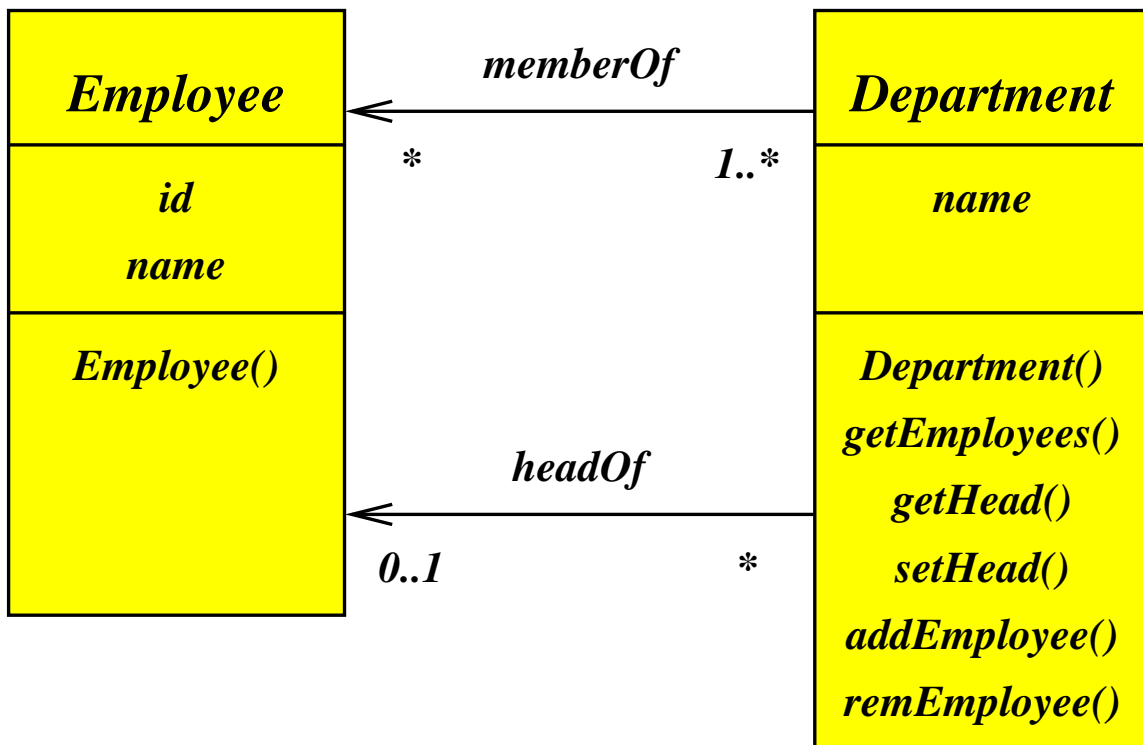 Employee
id
name
Employee()
memberOf
*
1..*
headOf
0..1
*
Department
name
Department()
getEmployees()
getHead()
setHead()
addEmployee()
remEmployee()